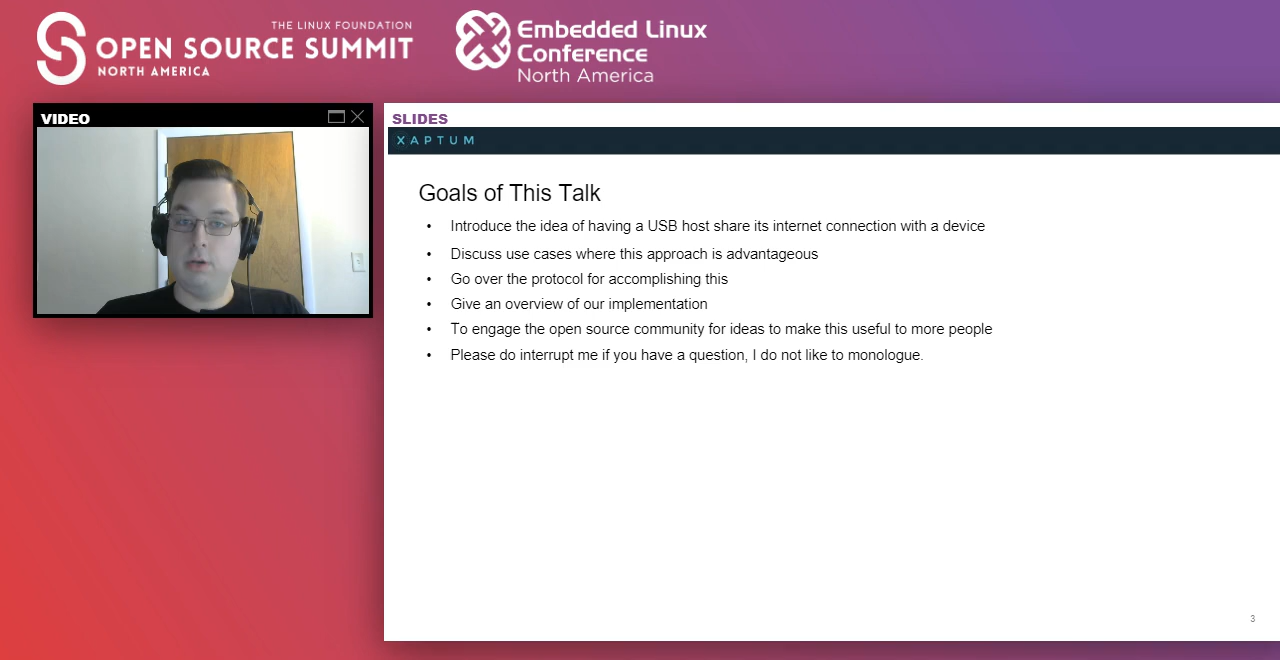 THE LINUX FOUNDATION
OPEN SOURCE SUMMIT
NORTH AMERICA
Embedded Linux
Conference
North America
VIDEO
SLIDES
XAPTUM
Goals of This Talk
• Introduce the idea of having a USB host share its internet connection with a device
• Discuss use cases where this approach is advantageous
• Go over the protocol for accomplishing this
• Give an overview of our implementation
• To engage the open source community for ideas to make this useful to more people
• Please do interrupt me if you have a question, I do not like to monologue.
3